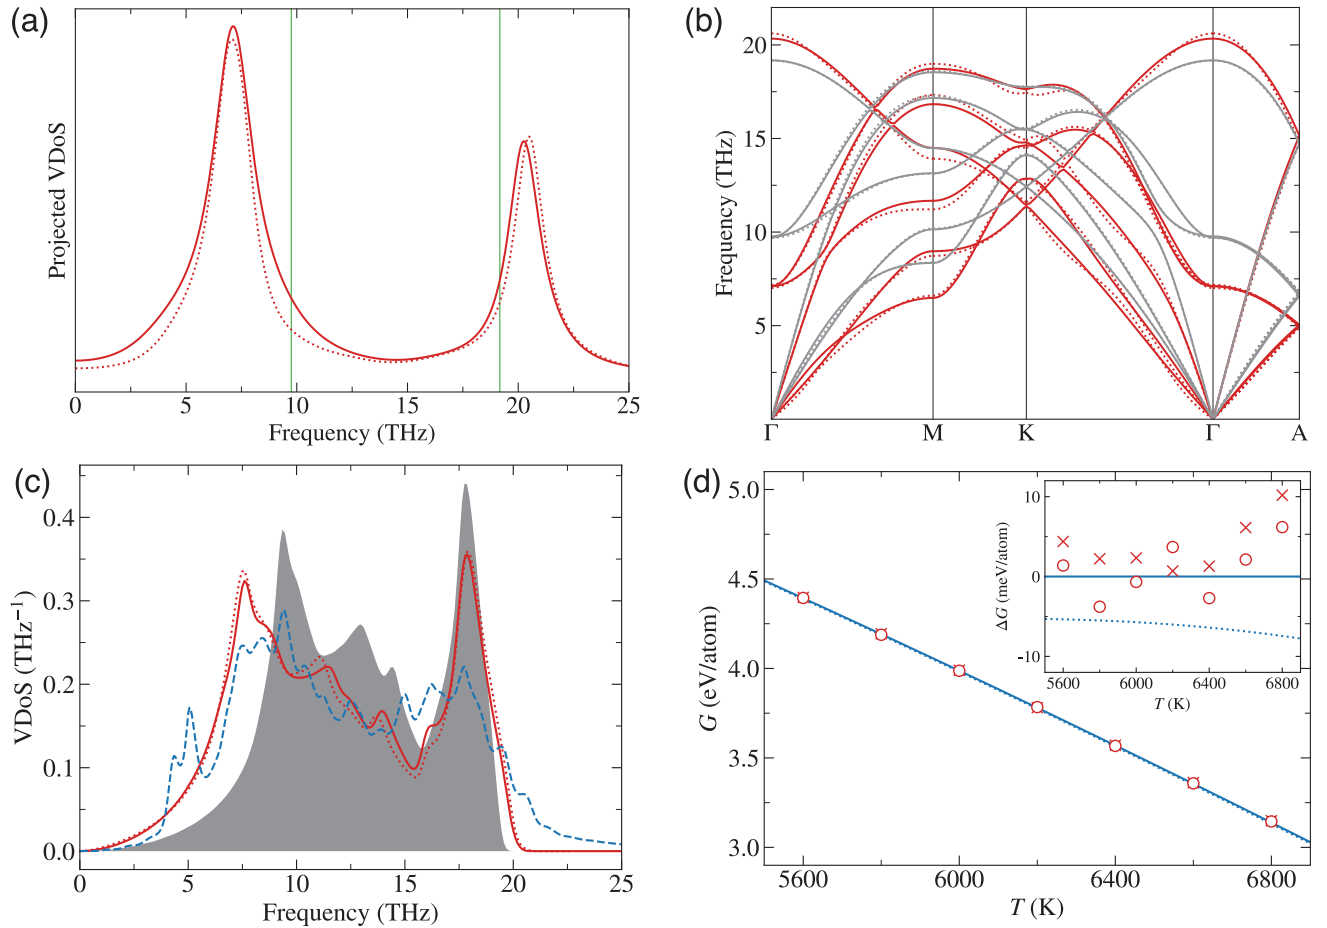 (a)
Projected VDoS
0 5 10 15 20 25
Frequency (THz)
(b)
Frequency (THz)
20
15
10
5
Γ M K Γ A
(c)
VDoS (THz⁻¹)
0.4
0.3
0.2
0.1
0.0
0 5 10 15 20 25
Frequency (THz)
(d)
G (eV/atom)
5.0
4.5
4.0
3.5
3.0
5600 6000 6400 6800
T (K)
ΔG (meV/atom)
10
0
-10
5600 6000 6400 6800
T (K)